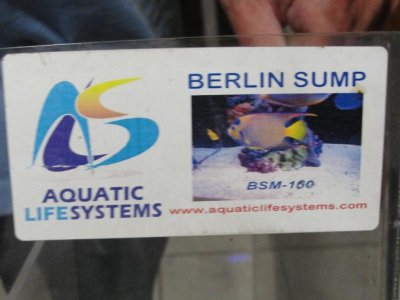 BERLIN SUMP
BSM-160
AQUATIC
LIFESYSTEMS
www.aquaticlifesystems.com